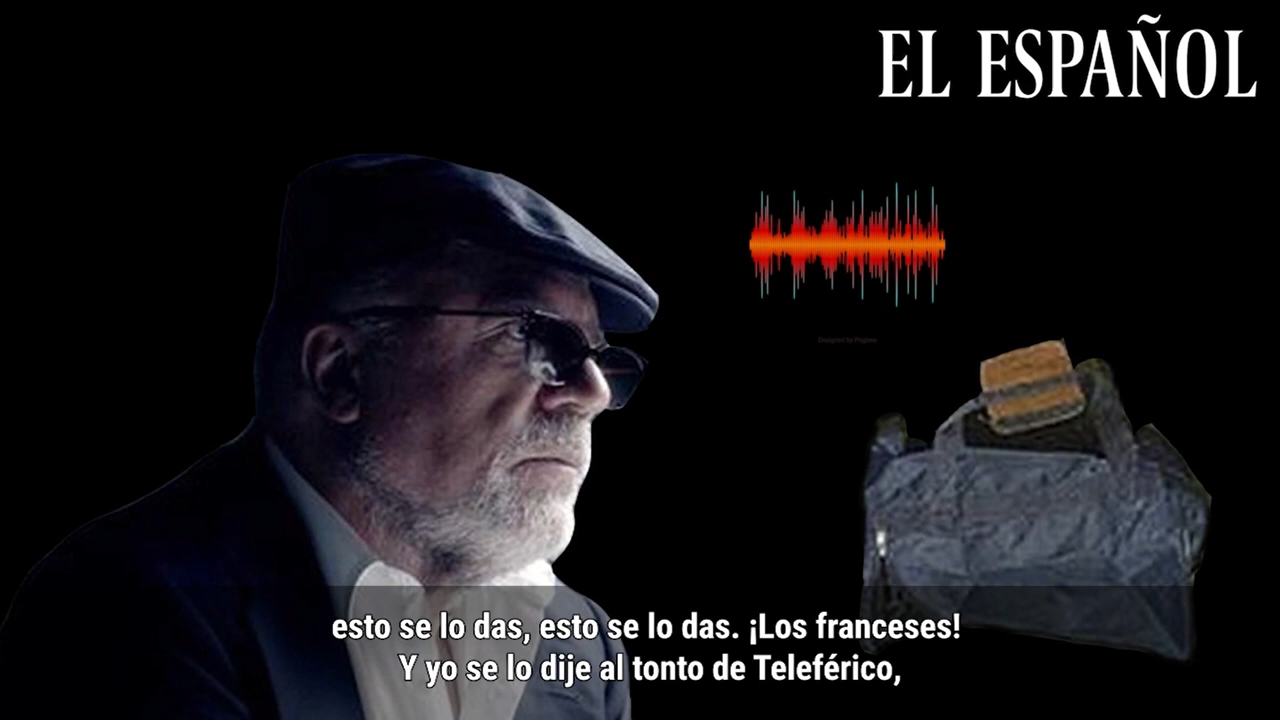 EL ESPAÑOL
esto se lo das, esto se lo das. ¡Los franceses!
Y yo se lo dije al tonto de Teleférico,